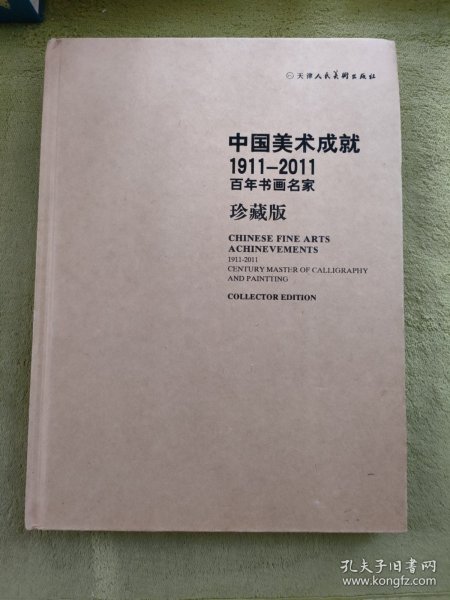 天津人民美術出版社
中国美术成就
1911—2011
百年书画名家
珍藏版
CHINESE FINE ARTS
ACHINEVEMENTS
1911-2011
CENTURY MASTER OF CALLIGRAPHY
AND PAINTTING
COLLECTOR EDITION
孔夫子旧书网
www.kongfz.com